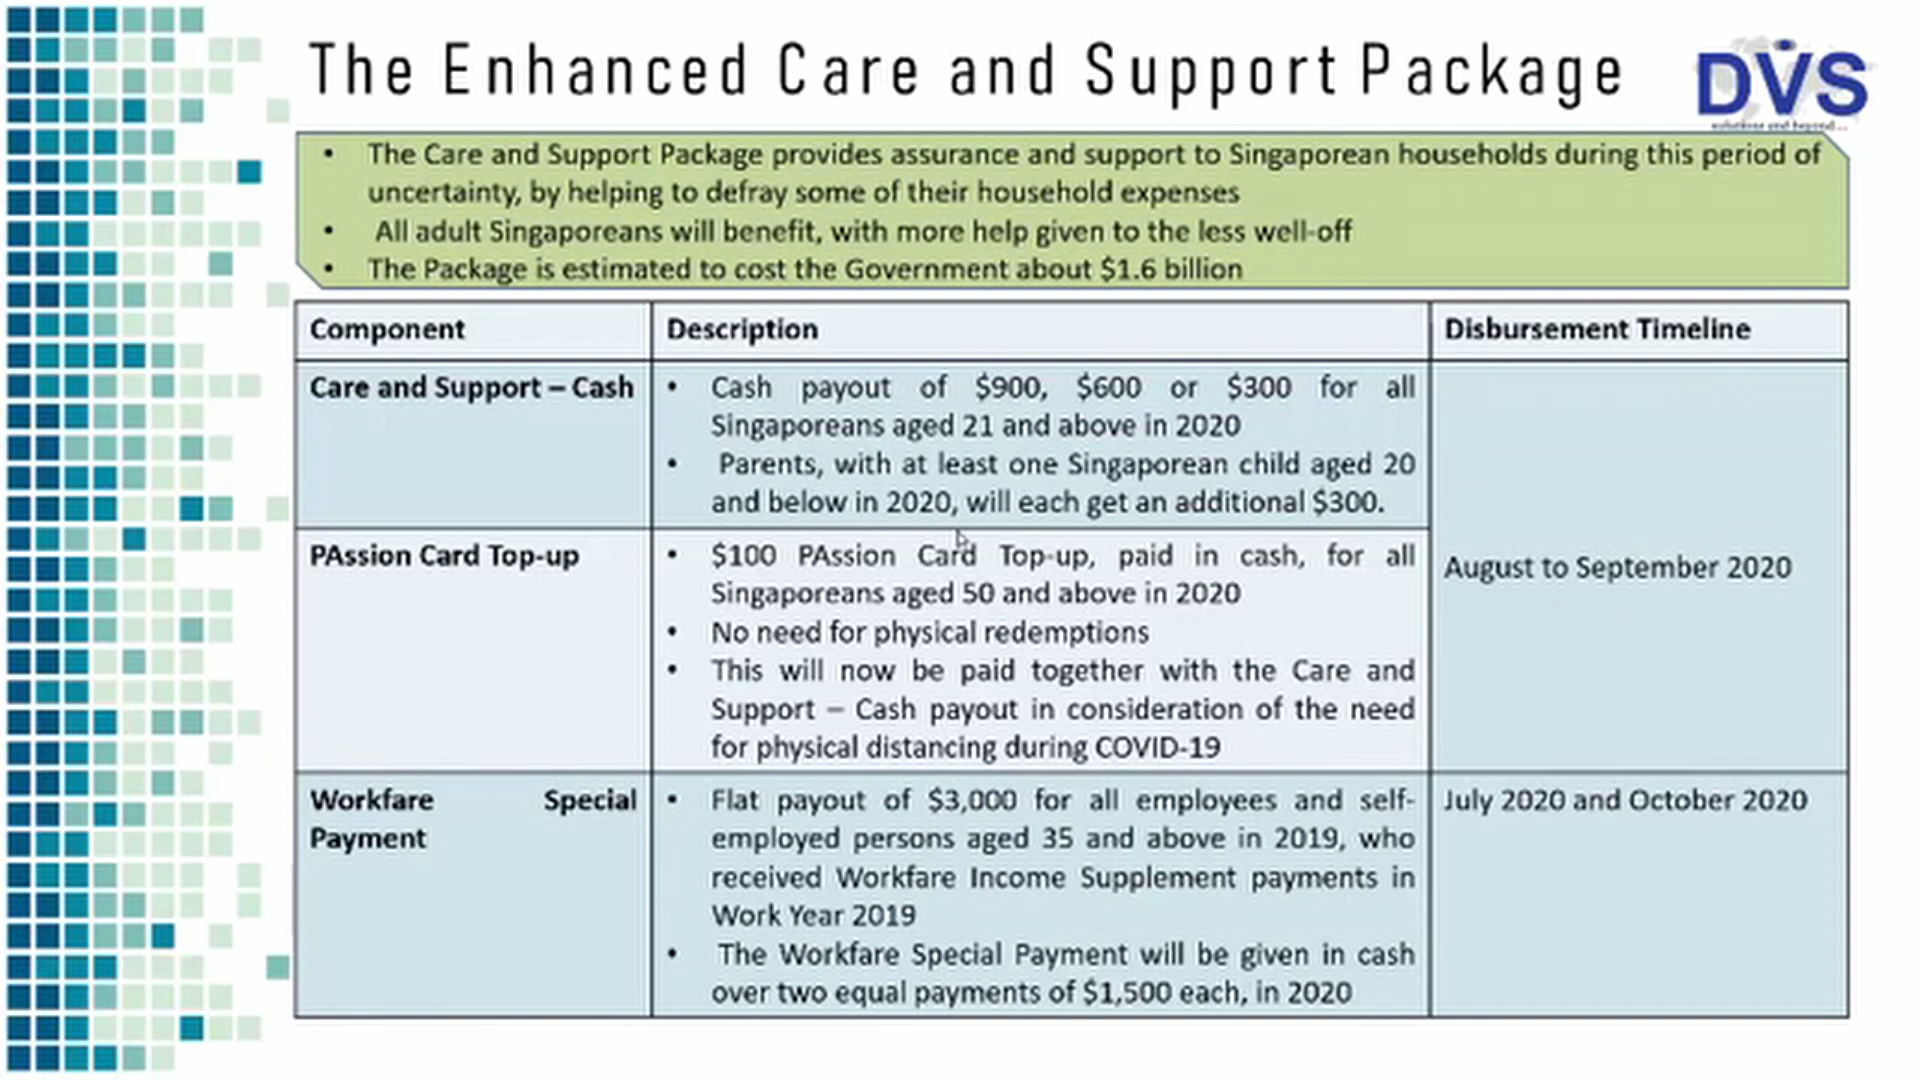 The Enhanced Care and Support Package
DVS
solutions and beyond...
• The Care and Support Package provides assurance and support to Singaporean households during this period of
uncertainty, by helping to defray some of their household expenses
• All adult Singaporeans will benefit, with more help given to the less well-off
• The Package is estimated to cost the Government about $1.6 billion
Component
Description
Disbursement Timeline
Care and Support – Cash
• Cash payout of $900, $600 or $300 for all
Singaporeans aged 21 and above in 2020
• Parents, with at least one Singaporean child aged 20
and below in 2020, will each get an additional $300.
August to September 2020
PAssion Card Top-up
• $100 PAssion Card Top-up, paid in cash, for all
Singaporeans aged 50 and above in 2020
• No need for physical redemptions
• This will now be paid together with the Care and
Support – Cash payout in consideration of the need
for physical distancing during COVID-19
Workfare Special
Payment
• Flat payout of $3,000 for all employees and self-
employed persons aged 35 and above in 2019, who
received Workfare Income Supplement payments in
Work Year 2019
• The Workfare Special Payment will be given in cash
over two equal payments of $1,500 each, in 2020
July 2020 and October 2020